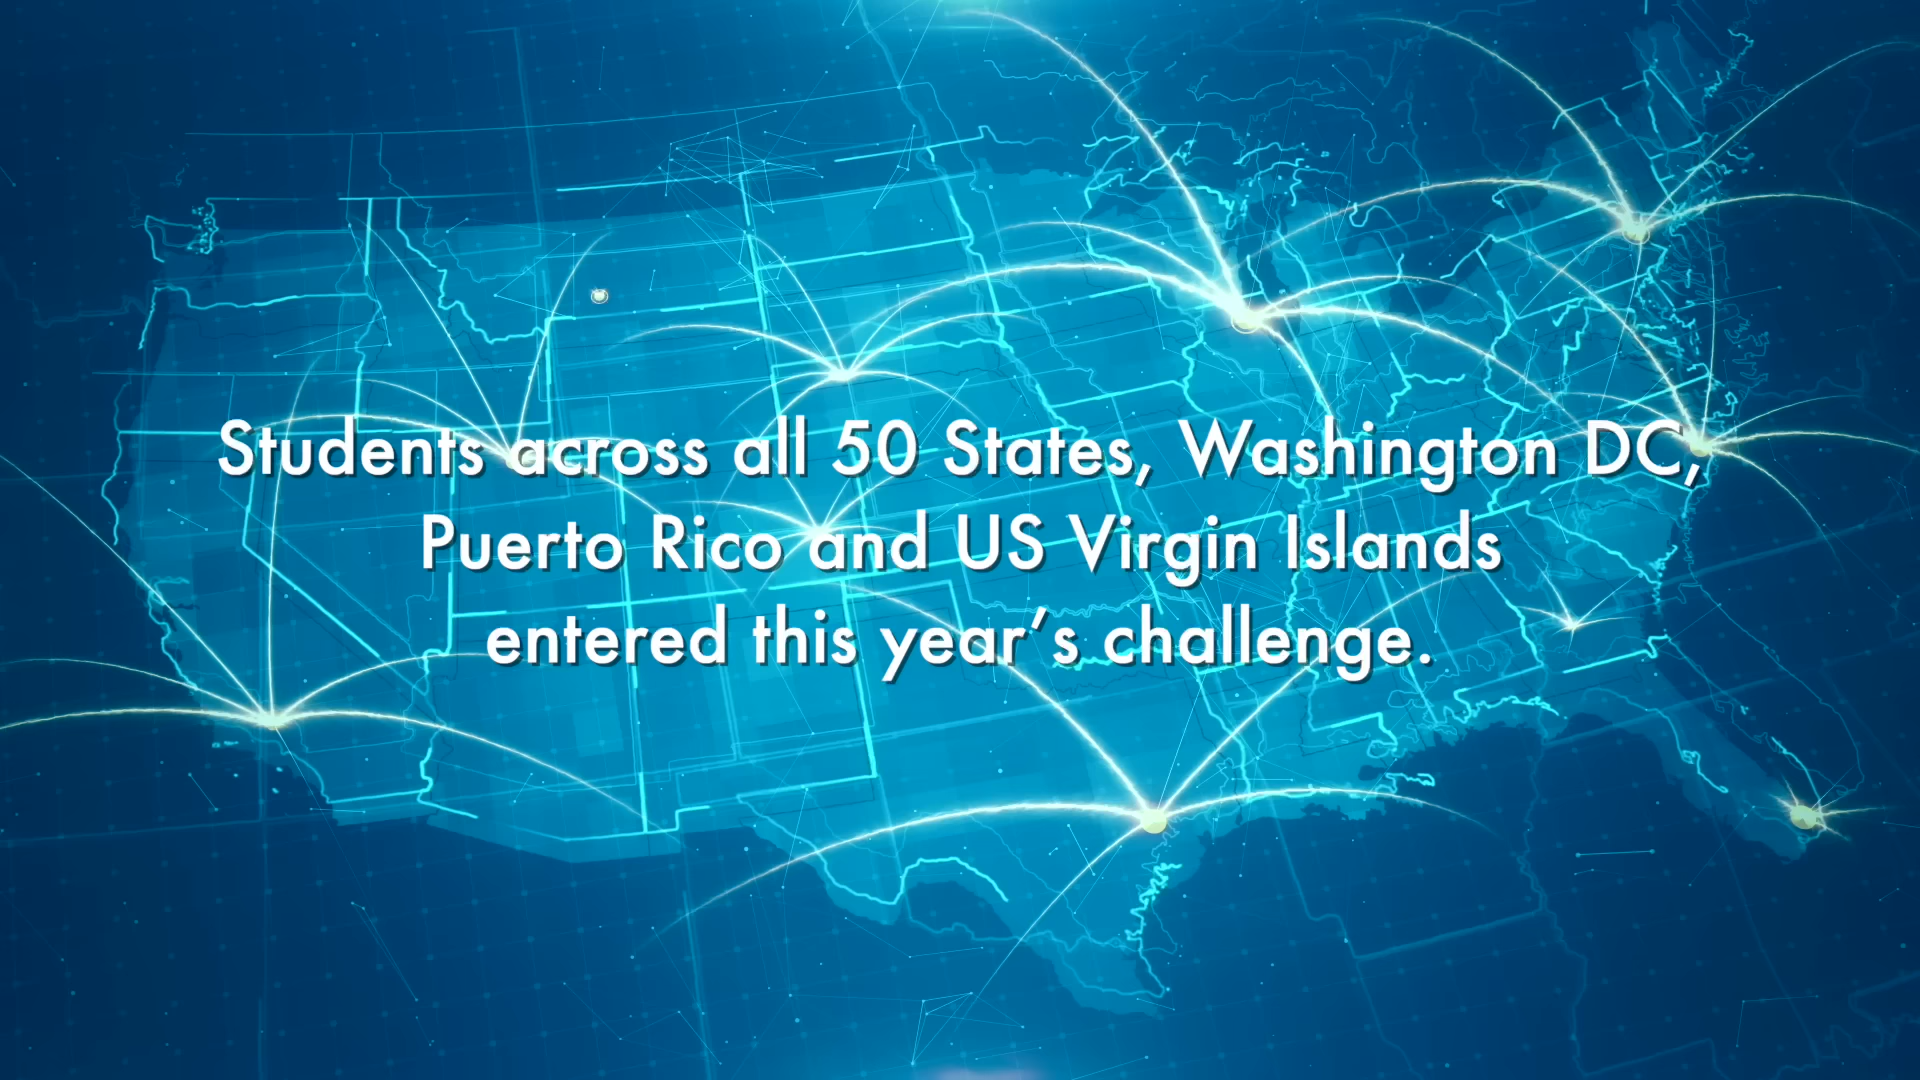 Students across all 50 States, Washington DC,
Puerto Rico and US Virgin Islands
entered this year’s challenge.